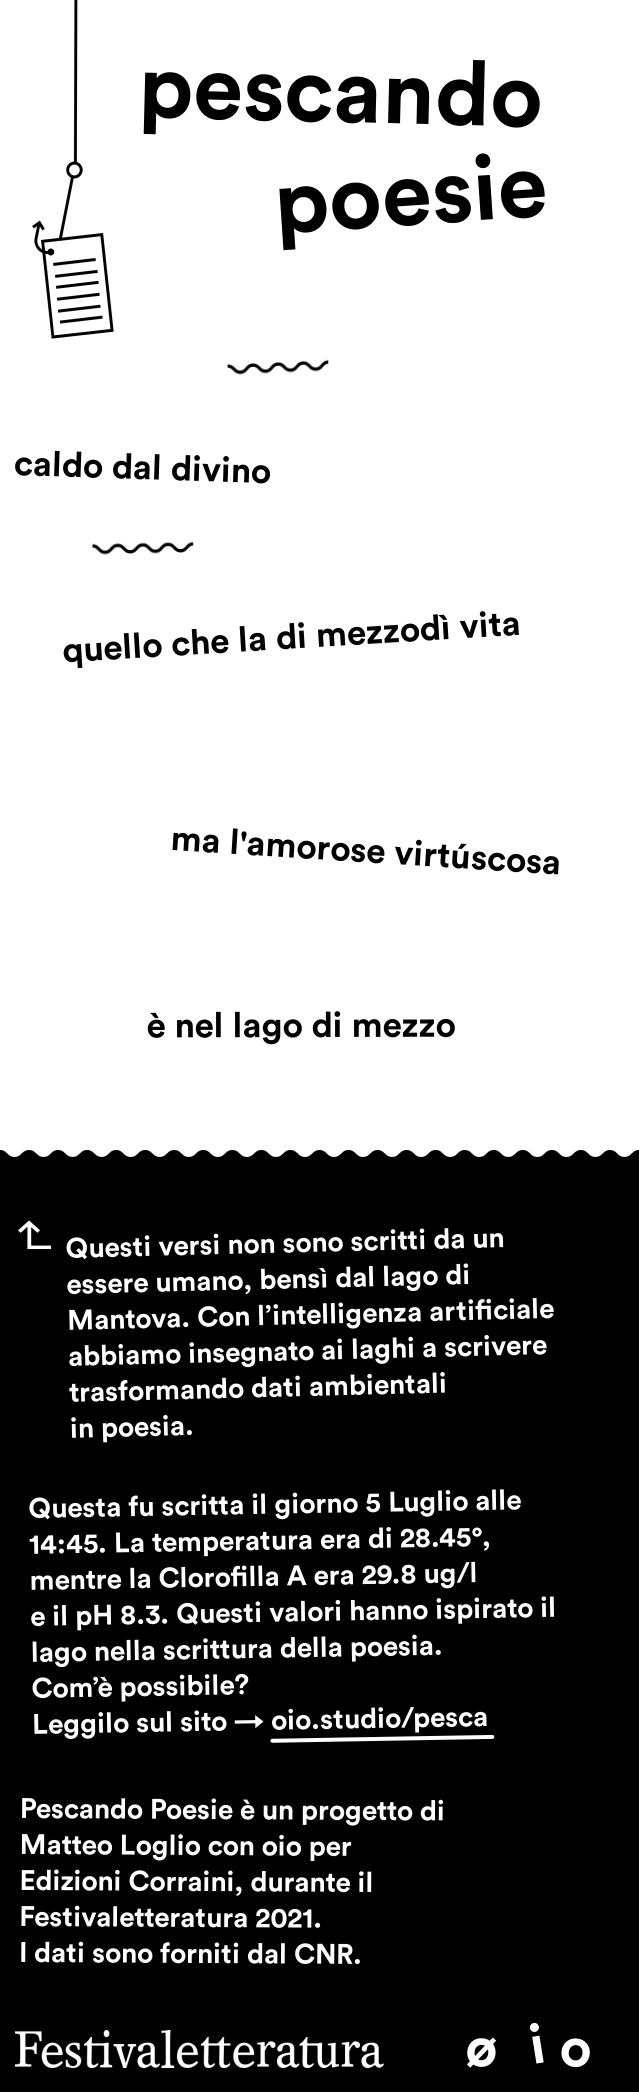 pescando
poesie
caldo dal divino
quello che la di mezzodì vita
ma l'amorose virtúscosa
è nel lago di mezzo
Questi versi non sono scritti da un
essere umano, bensì dal lago di
Mantova. Con l’intelligenza artificiale
abbiamo insegnato ai laghi a scrivere
trasformando dati ambientali
in poesia.
Questa fu scritta il giorno 5 Luglio alle
14:45. La temperatura era di 28.45°,
mentre la Clorofilla A era 29.8 ug/l
e il pH 8.3. Questi valori hanno ispirato il
lago nella scrittura della poesia.
Com’è possibile?
Leggilo sul sito → oio.studio/pesca
Pescando Poesie è un progetto di
Matteo Loglio con oio per
Edizioni Corraini, durante il
Festivaletteratura 2021.
I dati sono forniti dal CNR.
Festivaletteratura ø i o